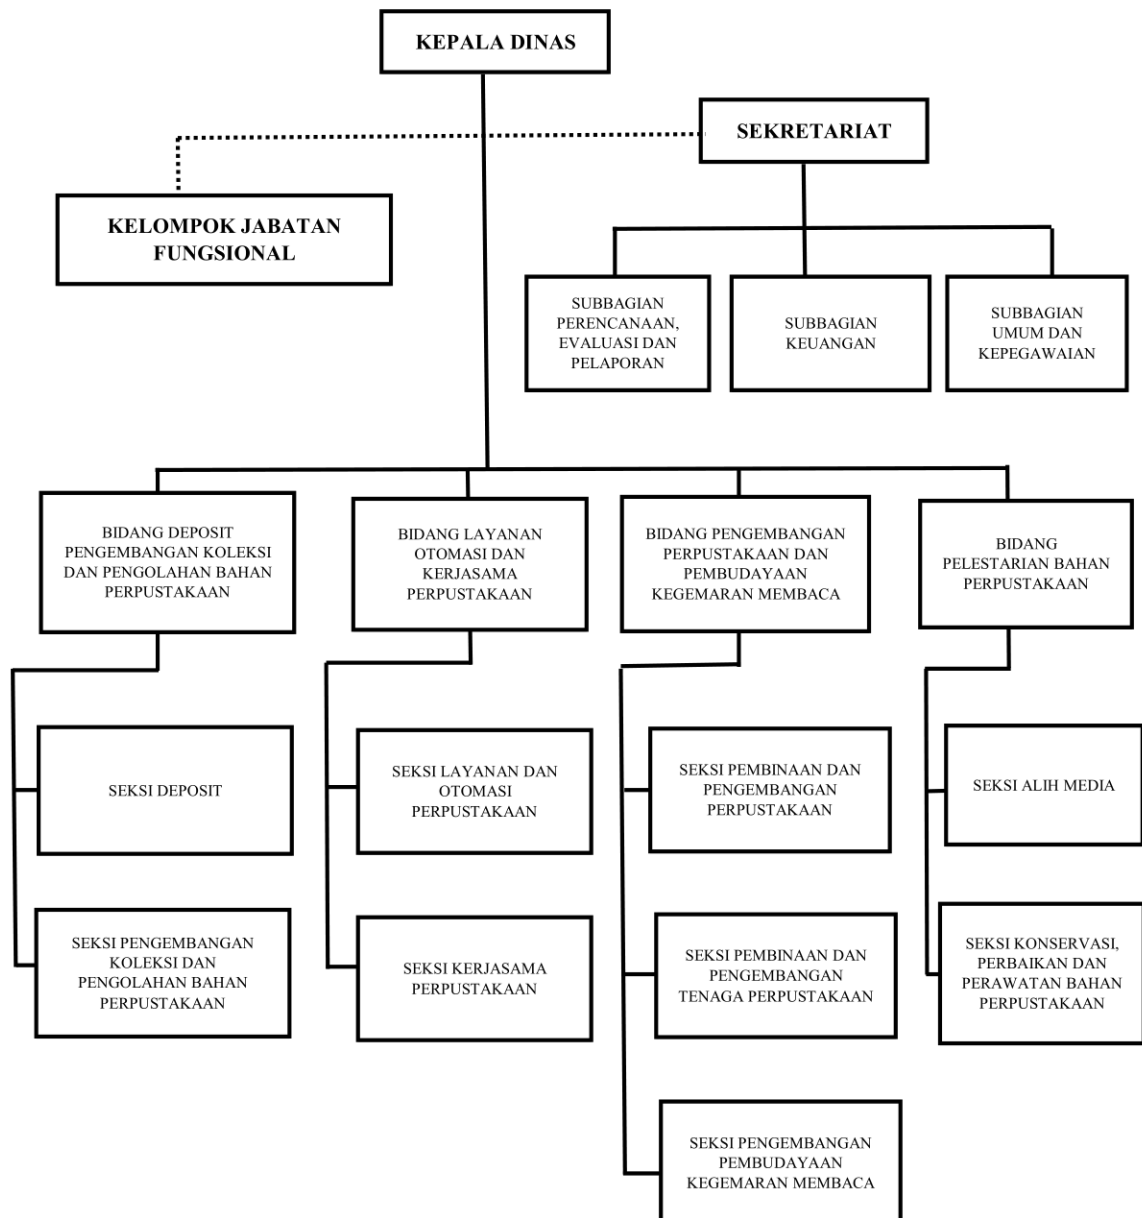 KEPALA DINAS
SEKRETARIAT
KELOMPOK JABATAN
FUNGSIONAL
SUBBAGIAN
PERENCANAAN,
EVALUASI DAN
PELAPORAN
SUBBAGIAN
KEUANGAN
SUBBAGIAN
UMUM DAN
KEPEGAWAIAN
BIDANG DEPOSIT
PENGEMBANGAN KOLEKSI
DAN PENGOLAHAN BAHAN
PERPUSTAKAAN
BIDANG LAYANAN
OTOMASI DAN
KERJASAMA
PERPUSTAKAAN
BIDANG PENGEMBANGAN
PERPUSTAKAAN DAN
PEMBUDAYAAN
KEGEMARAN MEMBACA
BIDANG
PELESTARIAN BAHAN
PERPUSTAKAAN
SEKSI DEPOSIT
SEKSI LAYANAN DAN
OTOMASI
PERPUSTAKAAN
SEKSI PEMBINAAN DAN
PENGEMBANGAN
PERPUSTAKAAN
SEKSI ALIH MEDIA
SEKSI PENGEMBANGAN
KOLEKSI DAN
PENGOLAHAN BAHAN
PERPUSTAKAAN
SEKSI KERJASAMA
PERPUSTAKAAN
SEKSI PEMBINAAN DAN
PENGEMBANGAN
TENAGA PERPUSTAKAAN
SEKSI KONSERVASI,
PERBAIKAN DAN
PERAWATAN BAHAN
PERPUSTAKAAN
SEKSI PENGEMBANGAN
PEMBUDAYAAN
KEGEMARAN MEMBACA